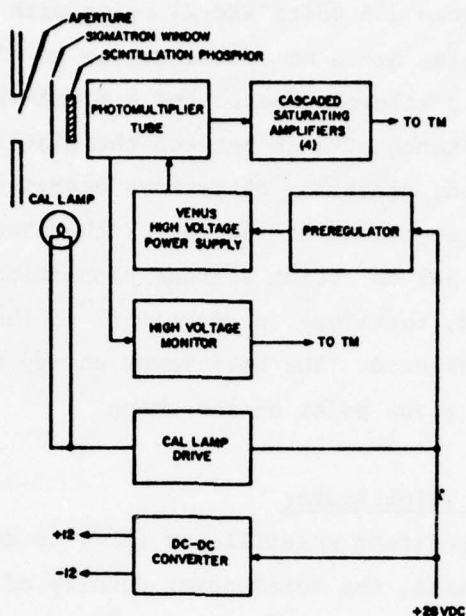 APERTURE
SIGMATRON WINDOW
SCINTILLATION PHOSPHOR
PHOTOMULTIPLIER
TUBE
CASCADED
SATURATING
AMPLIFIERS
(4)
TO TM
CAL LAMP
VENUS
HIGH VOLTAGE
POWER SUPPLY
PREREGULATOR
HIGH VOLTAGE
MONITOR
TO TM
CAL LAMP
DRIVE
DC-DC
CONVERTER
+12
-12
+28 VDC